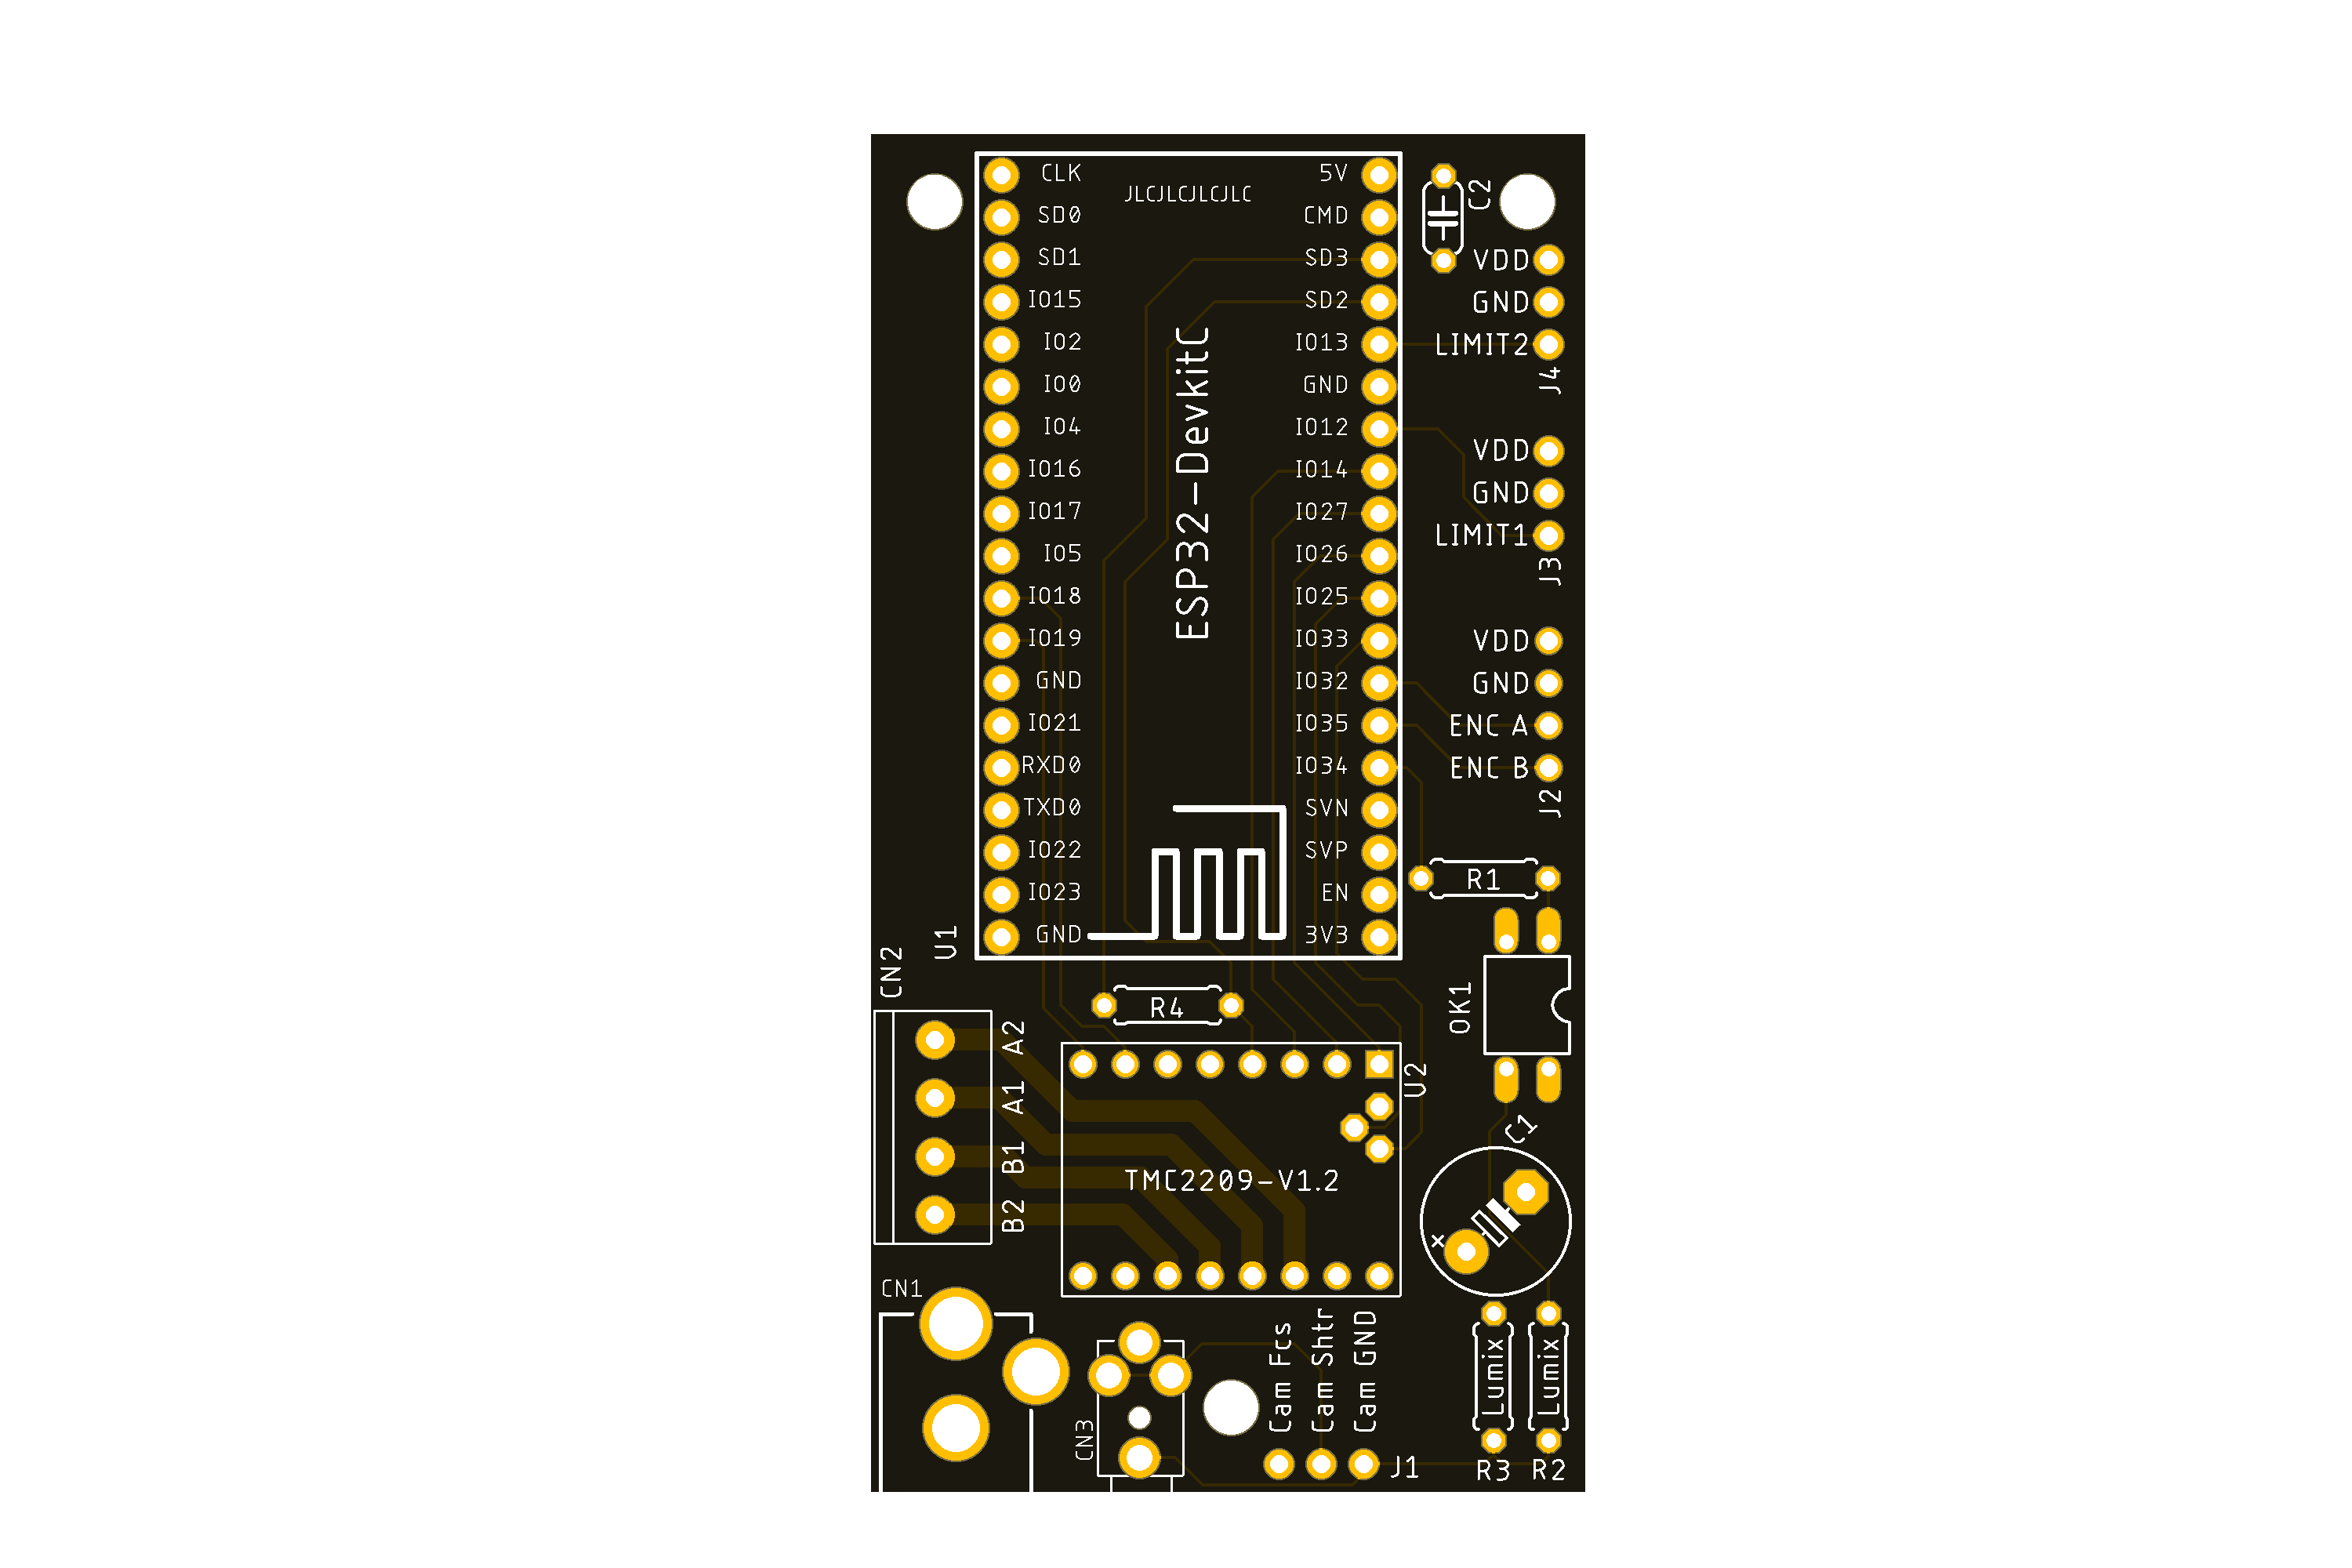 CLK
SD0
SD1
IO15
IO2
IO0
IO4
IO16
IO17
IO5
IO18
IO19
GND
IO21
RXD0
TXD0
IO22
IO23
GND
JLCJLCJLCJLC
ESP32-DevkitC
5V
CMD
SD3
SD2
IO13
GND
IO12
IO14
IO27
IO26
IO25
IO33
IO32
IO35
IO34
SVN
SVP
EN
3V3
U1
C2
VDD
GND
LIMIT2
J4
VDD
GND
LIMIT1
J3
VDD
GND
ENC A
ENC B
J2
R1
OK1
CN2
A2
A1
B1
B2
R4
U2
TMC2209-V1.2
C1
+
CN1
CN3
Cam Fcs
Cam Shtr
Cam GND
J1
Lumix
Lumix
R3
R2